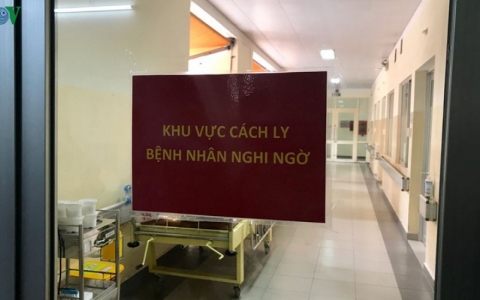 KHU VỰC CÁCH LY
BỆNH NHÂN NGHI NGỜ